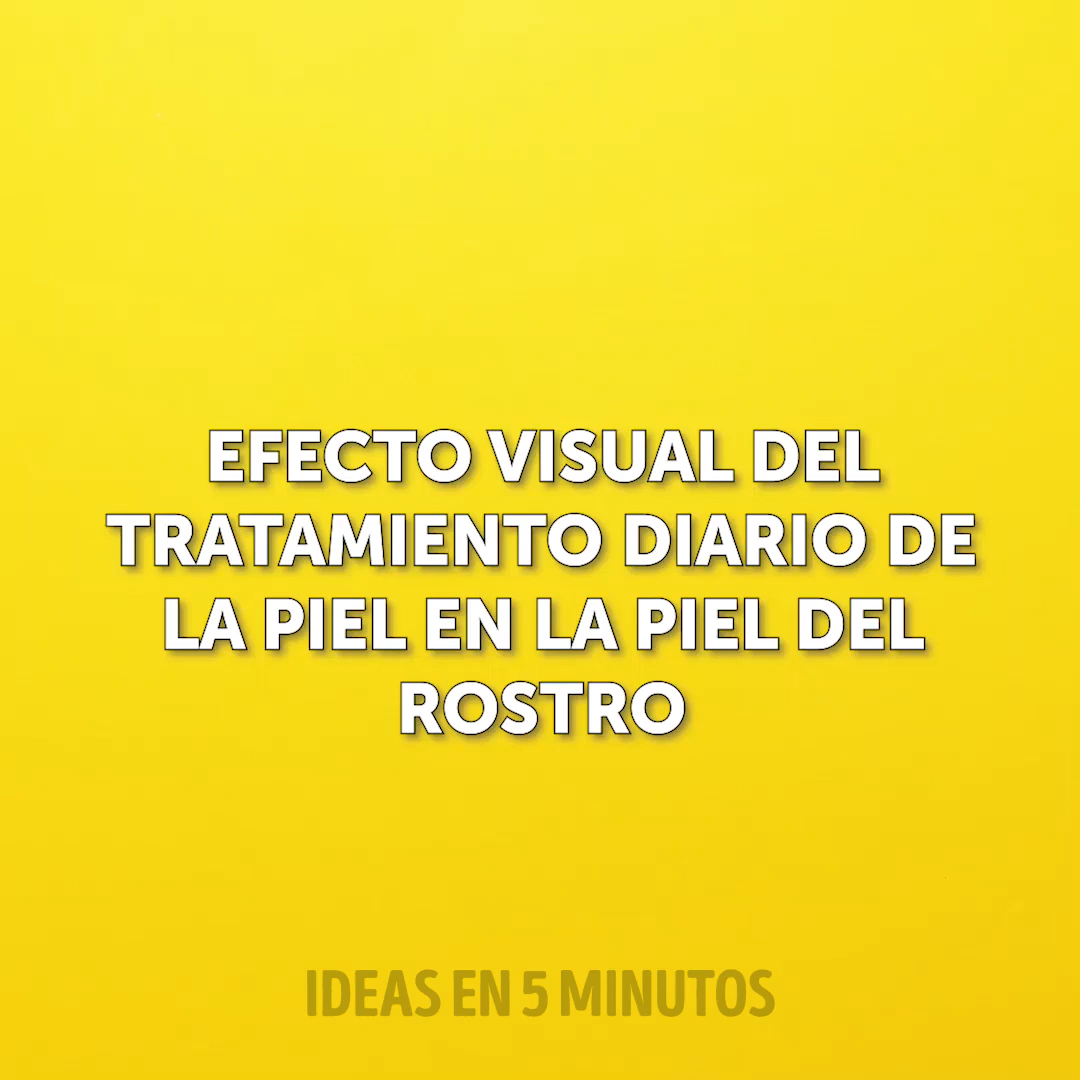 EFECTO VISUAL DEL
TRATAMIENTO DIARIO DE
LA PIEL EN LA PIEL DEL
ROSTRO
IDEAS EN 5 MINUTOS